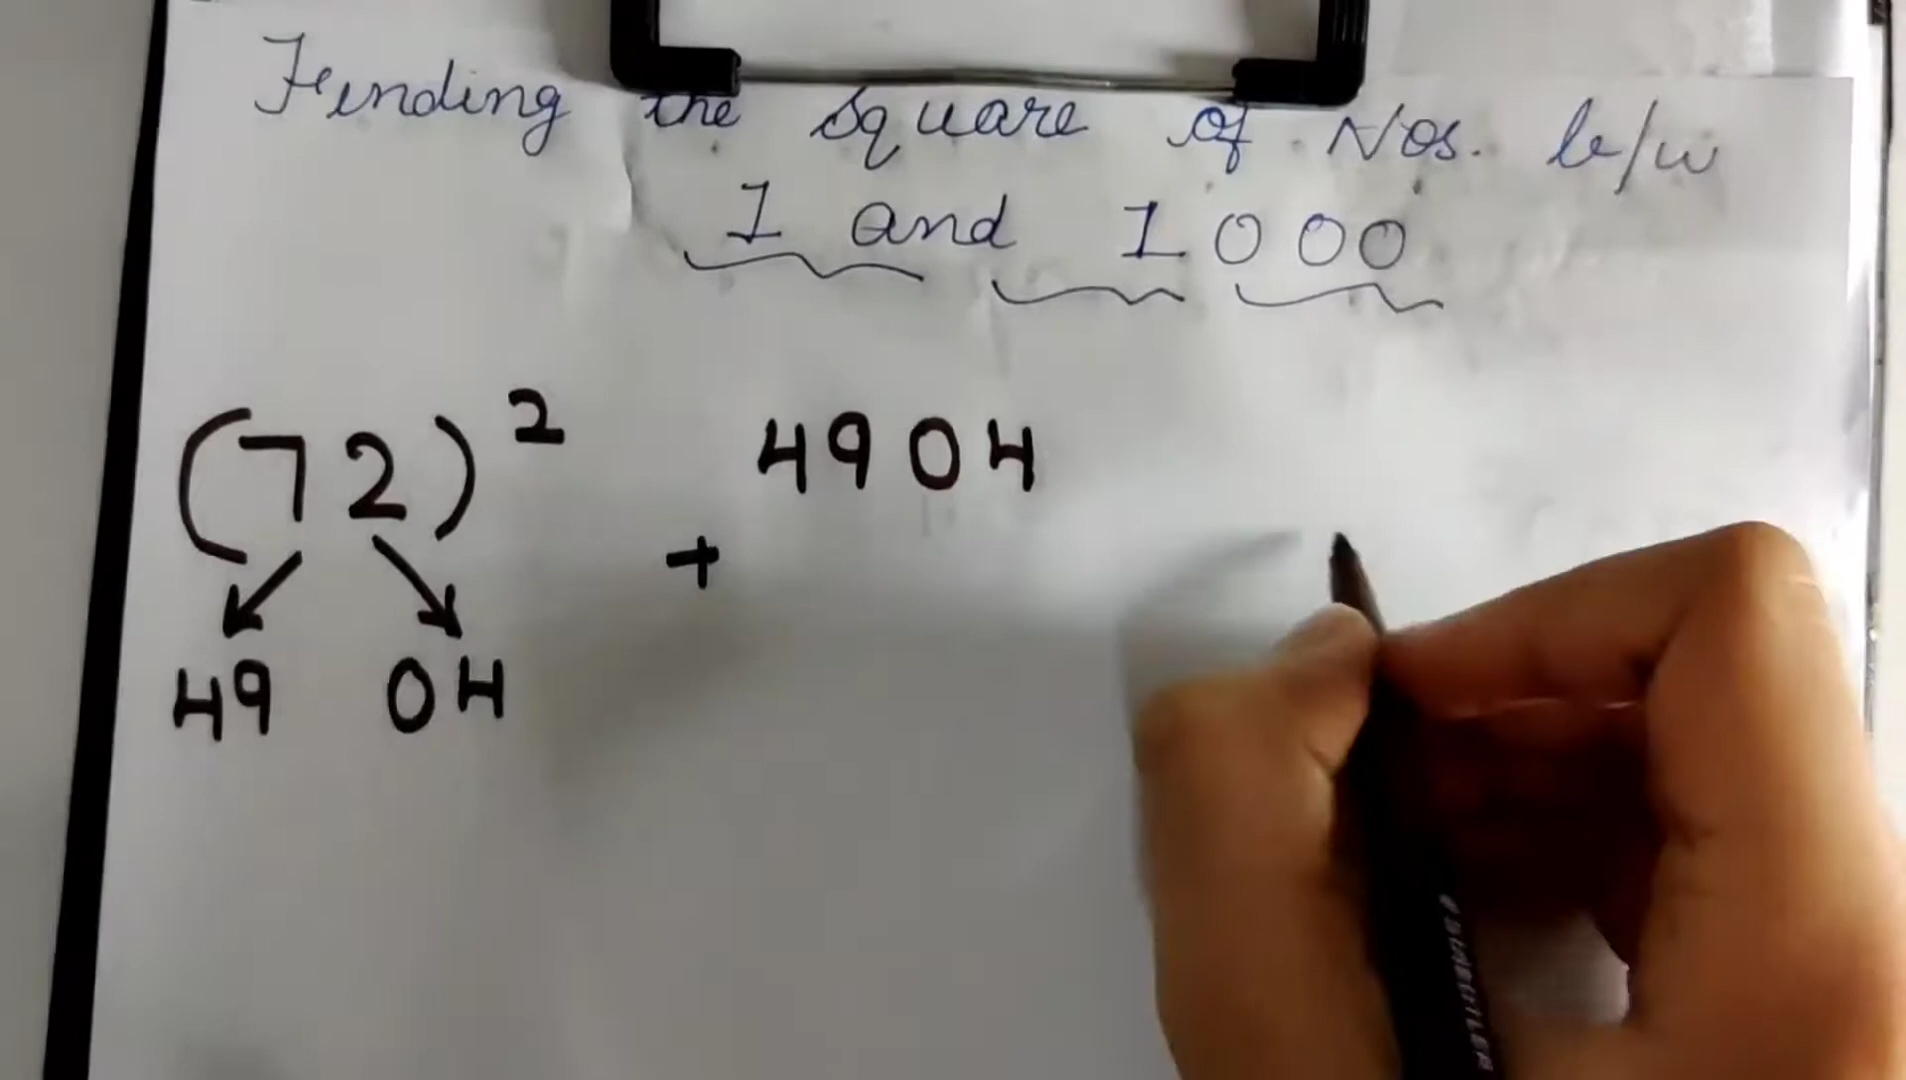 Finding the square of Nos. b/w
1 and 1000
(72)² 4904
+
49 04